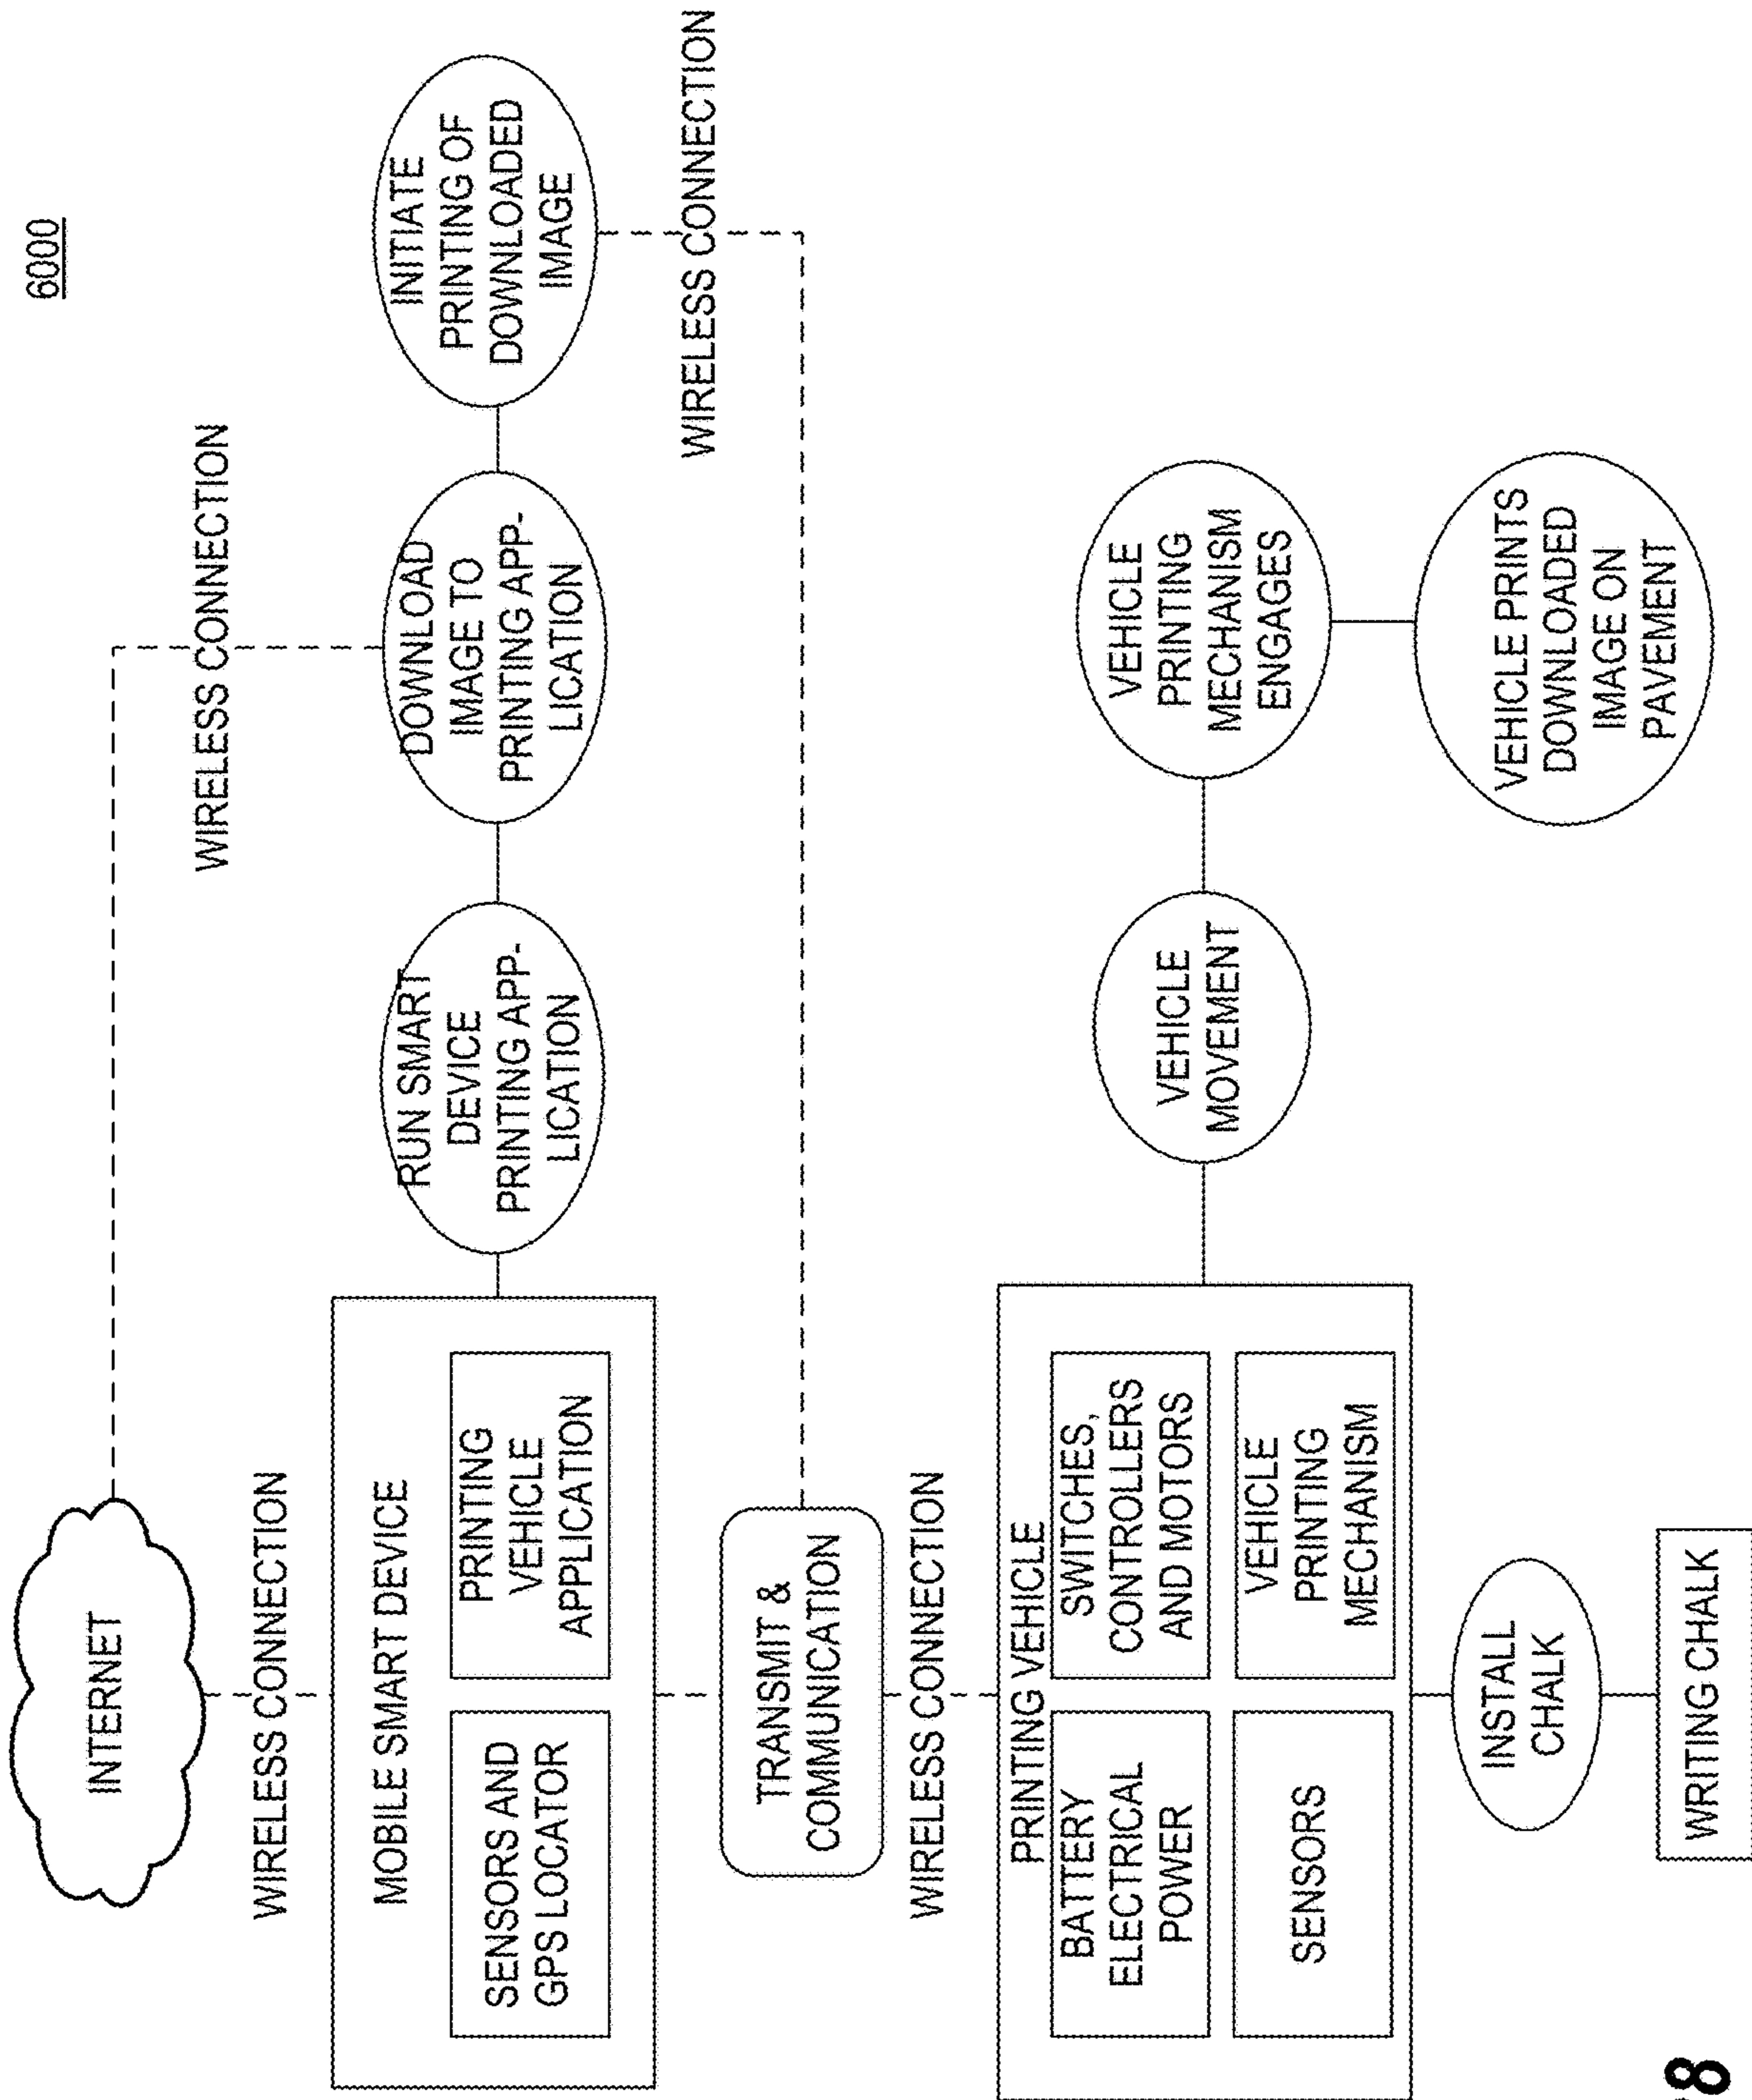 6000
INTERNET
WIRELESS CONNECTION
WIRELESS CONNECTION
MOBILE SMART DEVICE
SENSORS AND
GPS LOCATOR
PRINTING
VEHICLE
APPLICATION
RUN SMART
DEVICE
PRINTING APP-
LICATION
DOWNLOAD
IMAGE TO
PRINTING APP-
LICATION
INITIATE
PRINTING OF
DOWNLOADED
IMAGE
WIRELESS CONNECTION
TRANSMIT &
COMMUNICATION
WIRELESS CONNECTION
PRINTING VEHICLE
BATTERY
ELECTRICAL
POWER
SWITCHES,
CONTROLLERS
AND MOTORS
SENSORS
VEHICLE
PRINTING
MECHANISM
VEHICLE
MOVEMENT
VEHICLE
PRINTING
MECHANISM
ENGAGES
VEHICLE PRINTS
DOWNLOADED
IMAGE ON
PAVEMENT
INSTALL
CHALK
WRITING CHALK
8